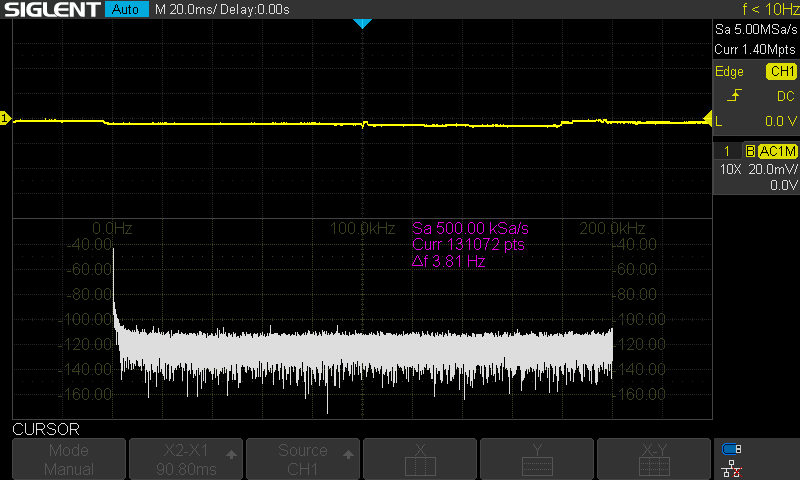 SIGLENT Auto M 20.0ms/ Delay:0.00s f < 10Hz
Sa 5.00MSa/s
Curr 1.40Mpts
Edge CH1
DC
L 0.0 V
1 B AC1M
10X 20.0mV/
0.0V
1
0.0Hz 100.0kHz 200.0kHz
Sa 500.00 kSa/s
Curr 131072 pts
Δf 3.81 Hz
-40.00 -40.00
-60.00 -60.00
-80.00 -80.00
-100.00 -100.00
-120.00 -120.00
-140.00 -140.00
-160.00 -160.00
CURSOR
Mode
Manual
X2-X1
90.80ms
Source
CH1
X
Y
X-Y